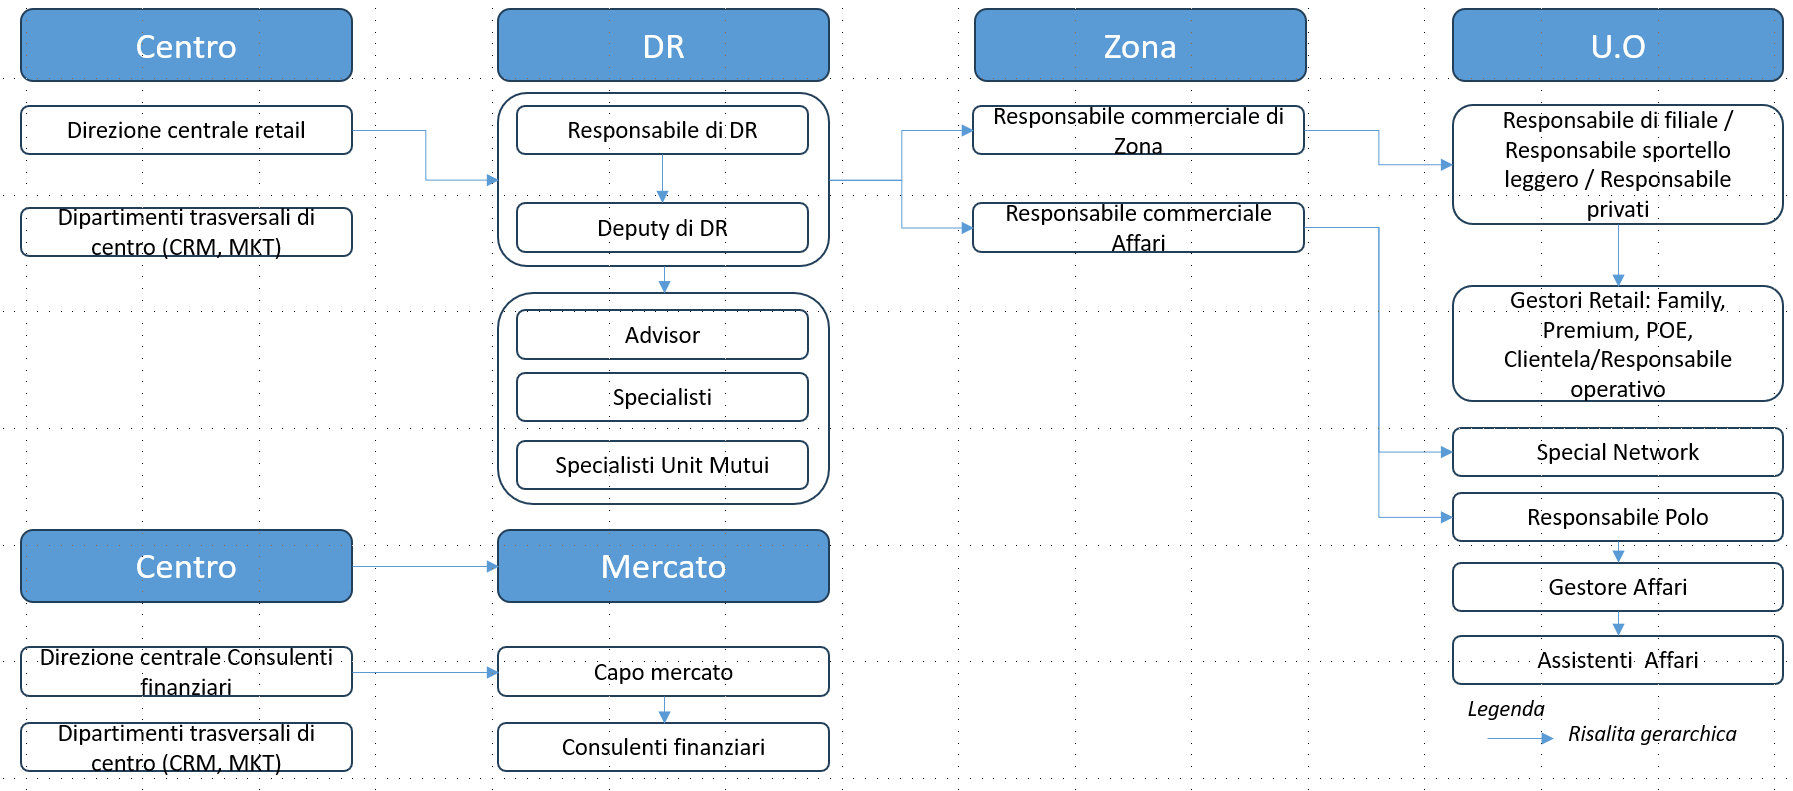 Centro
DR
Zona
U.O
Direzione centrale retail
Dipartimenti trasversali di
centro (CRM, MKT)
Responsabile di DR
Deputy di DR
Advisor
Specialisti
Specialisti Unit Mutui
Responsabile commerciale di
Zona
Responsabile commerciale
Affari
Responsabile di filiale /
Responsabile sportello
leggero / Responsabile
privati
Gestori Retail: Family,
Premium, POE,
Clientela/Responsabile
operativo
Special Network
Responsabile Polo
Gestore Affari
Assistenti  Affari
Centro
Mercato
Direzione centrale Consulenti
finanziari
Capo mercato
Dipartimenti trasversali di
centro (CRM, MKT)
Consulenti finanziari
Legenda
Risalita gerarchica